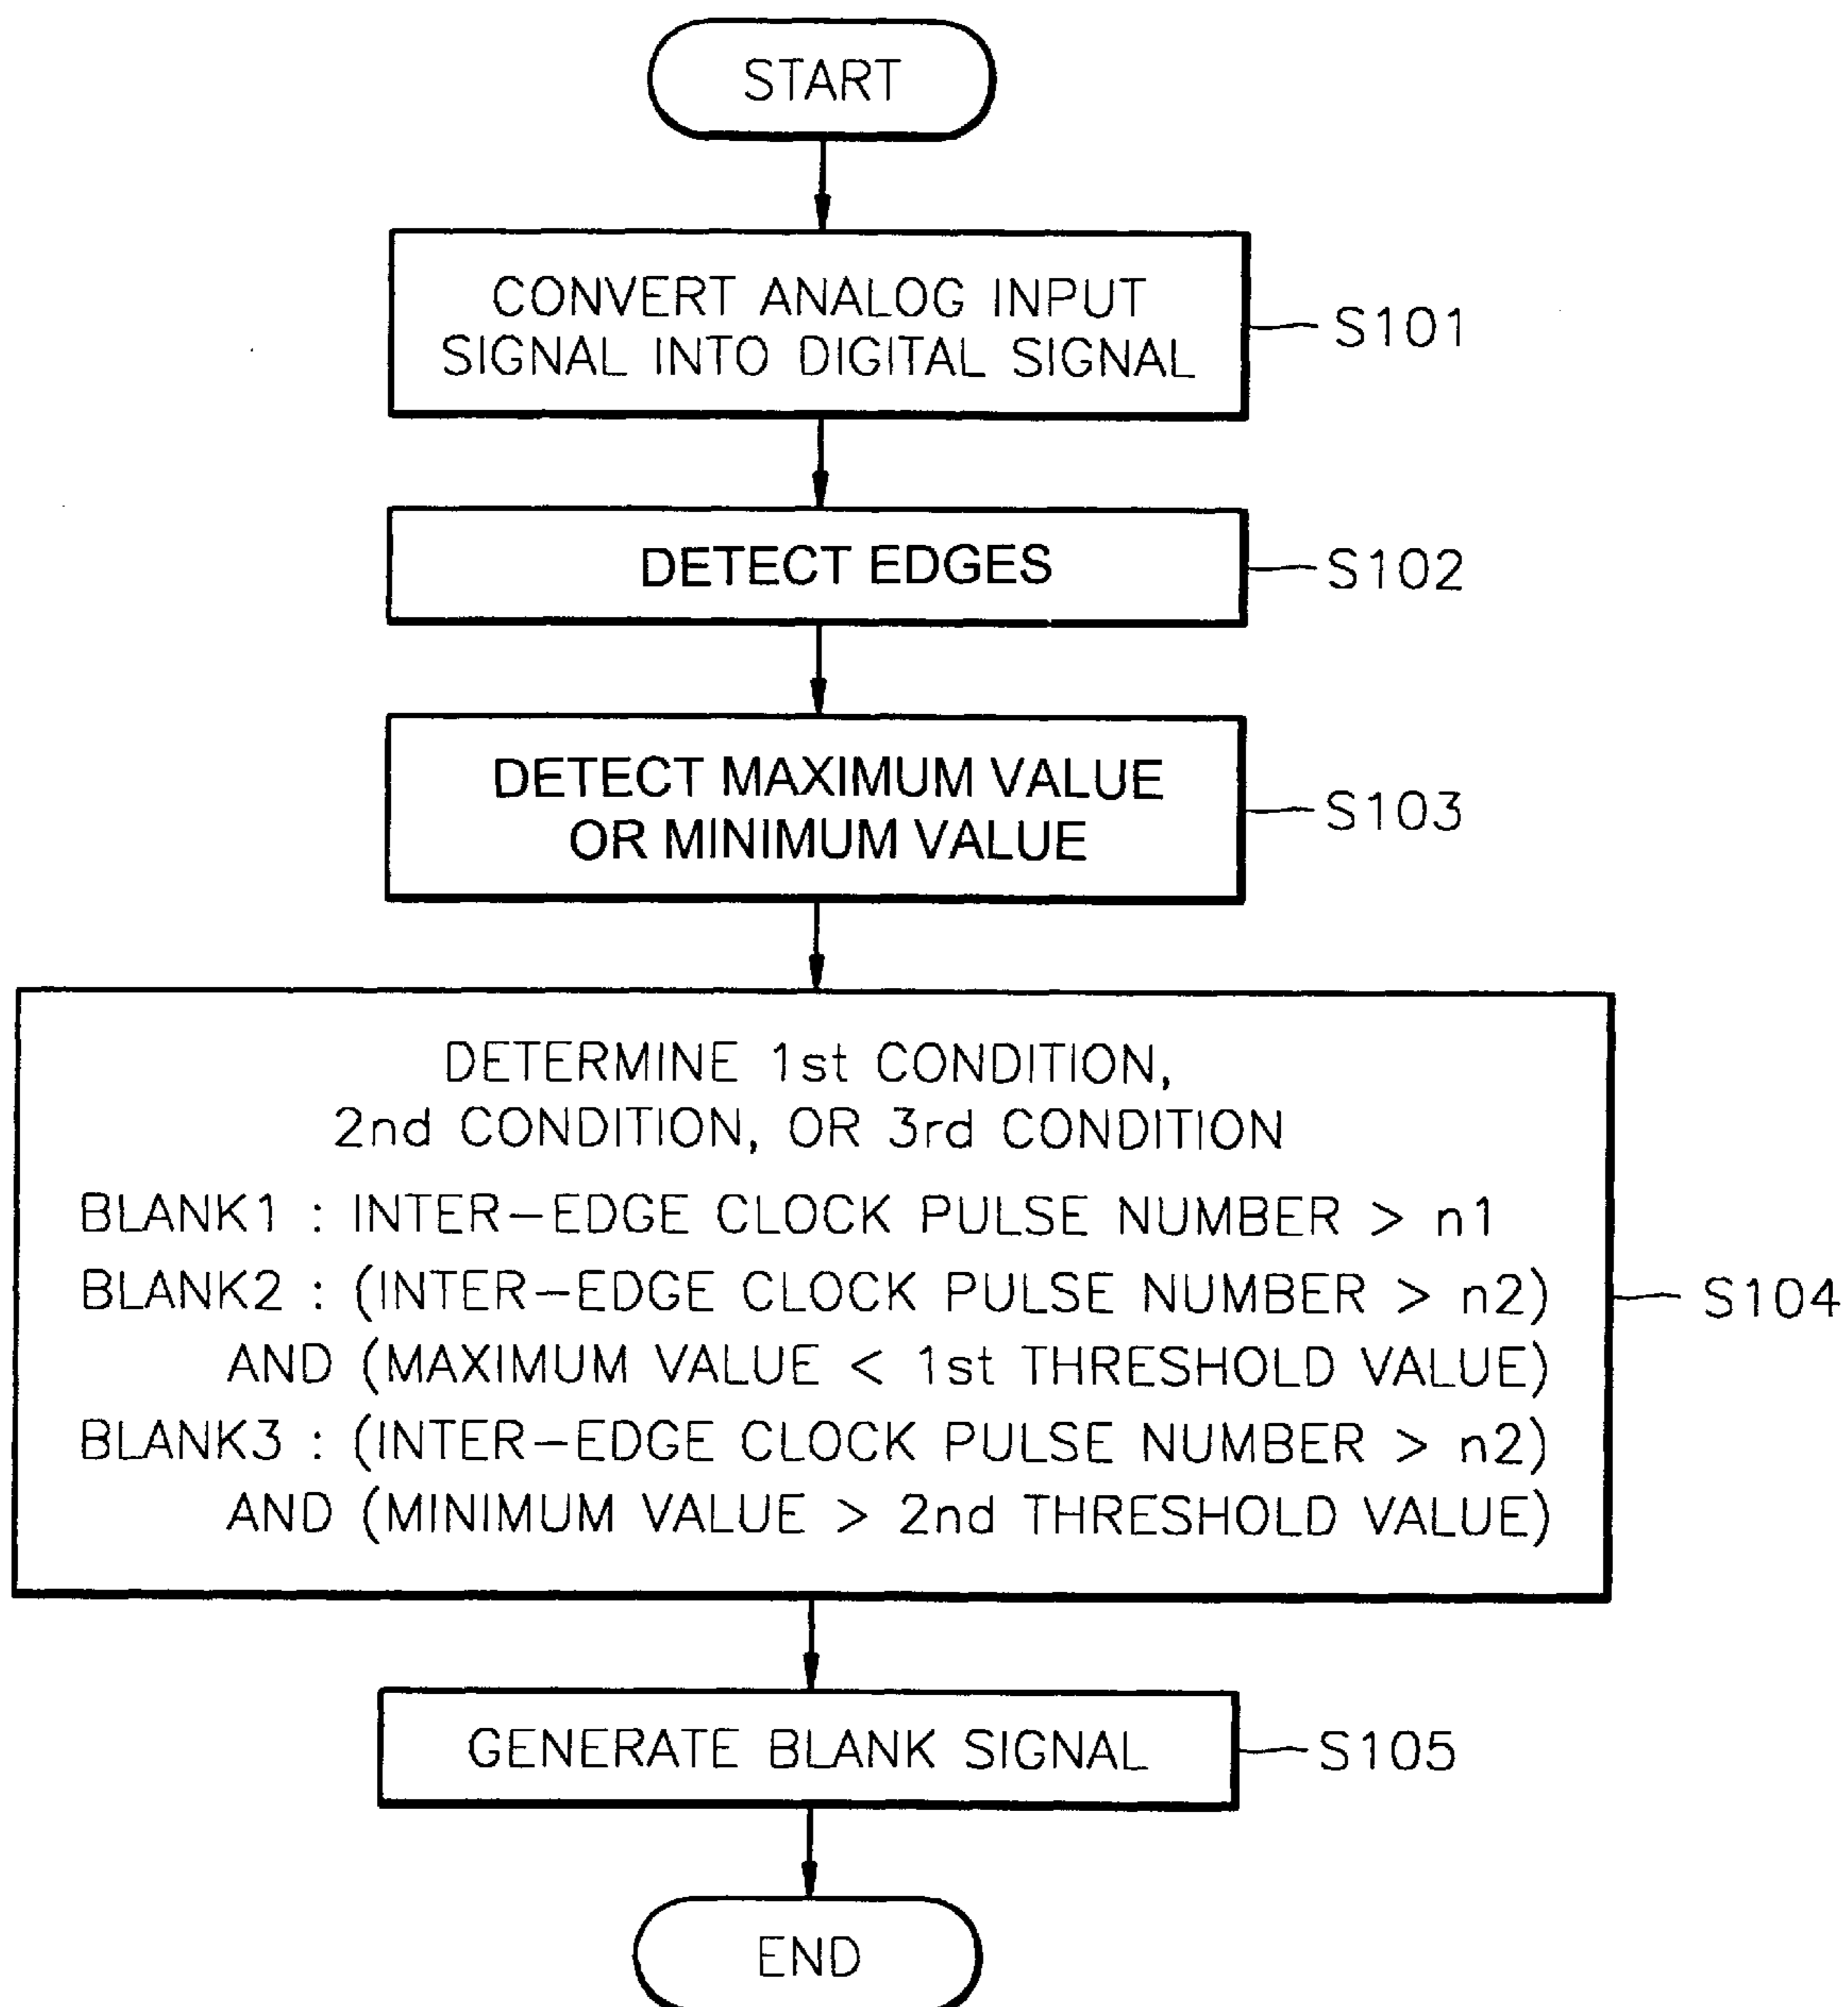 START
CONVERT ANALOG INPUT
SIGNAL INTO DIGITAL SIGNAL
S101
DETECT EDGES
S102
DETECT MAXIMUM VALUE
OR MINIMUM VALUE
S103
DETERMINE 1st CONDITION,
2nd CONDITION, OR 3rd CONDITION
BLANK1 : INTER-EDGE CLOCK PULSE NUMBER > n1
BLANK2 : (INTER-EDGE CLOCK PULSE NUMBER > n2)
AND (MAXIMUM VALUE < 1st THRESHOLD VALUE)
BLANK3 : (INTER-EDGE CLOCK PULSE NUMBER > n2)
AND (MINIMUM VALUE > 2nd THRESHOLD VALUE)
S104
GENERATE BLANK SIGNAL
S105
END